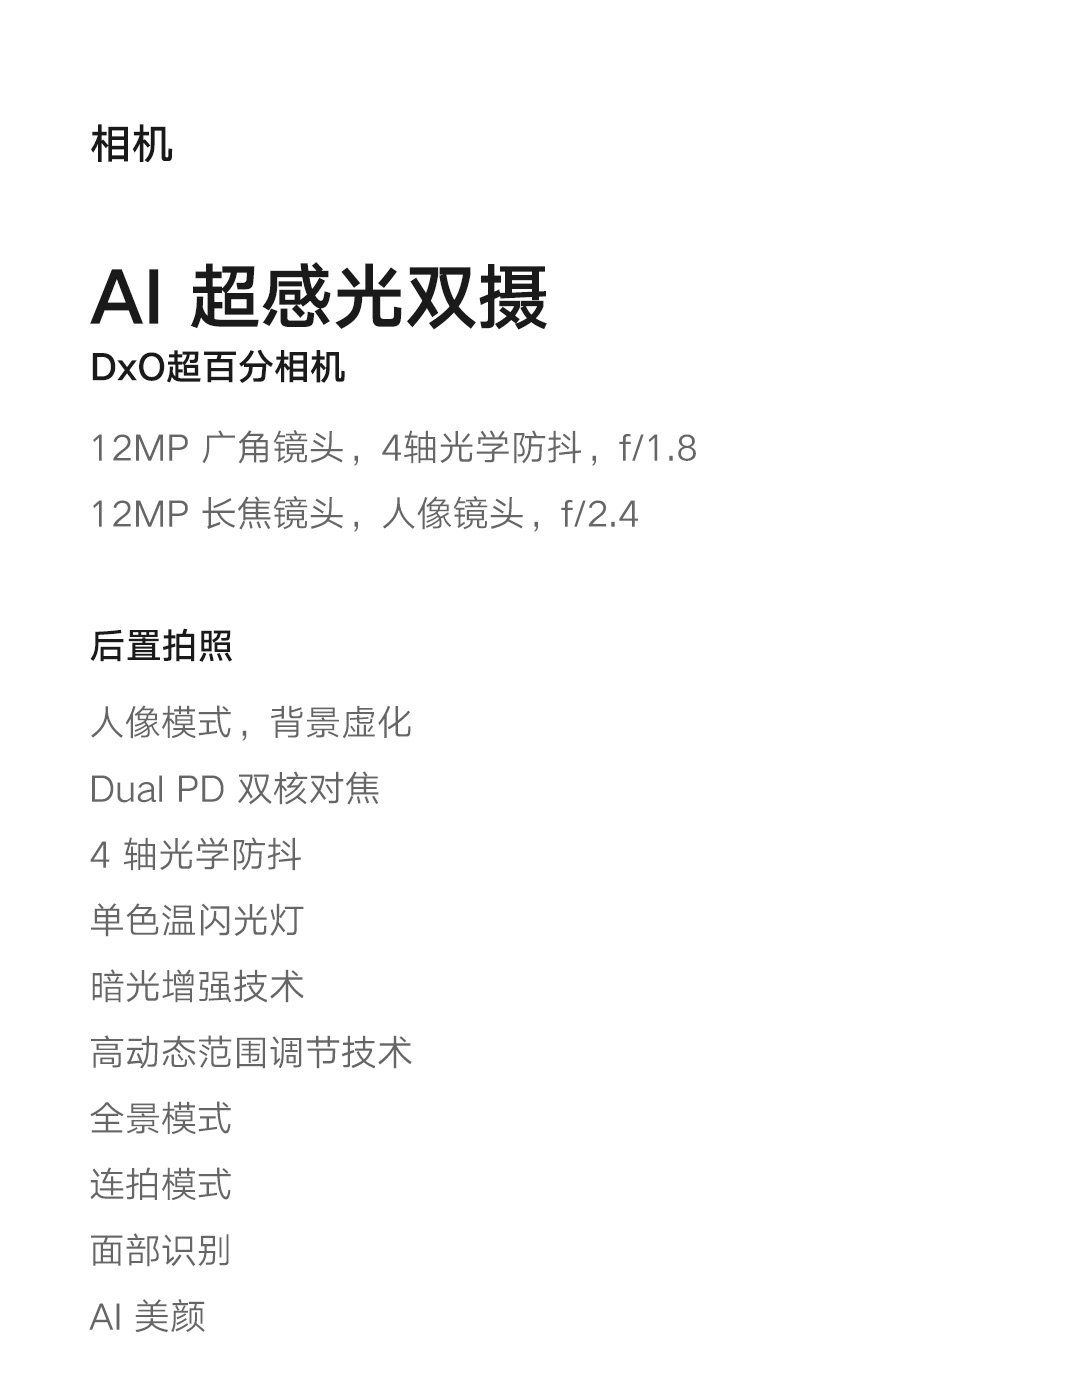 相机
AI 超感光双摄
DxO超百分相机
12MP 广角镜头，4轴光学防抖，f/1.8
12MP 长焦镜头，人像镜头，f/2.4
后置拍照
人像模式，背景虚化
Dual PD 双核对焦
4 轴光学防抖
单色温闪光灯
暗光增强技术
高动态范围调节技术
全景模式
连拍模式
面部识别
AI 美颜